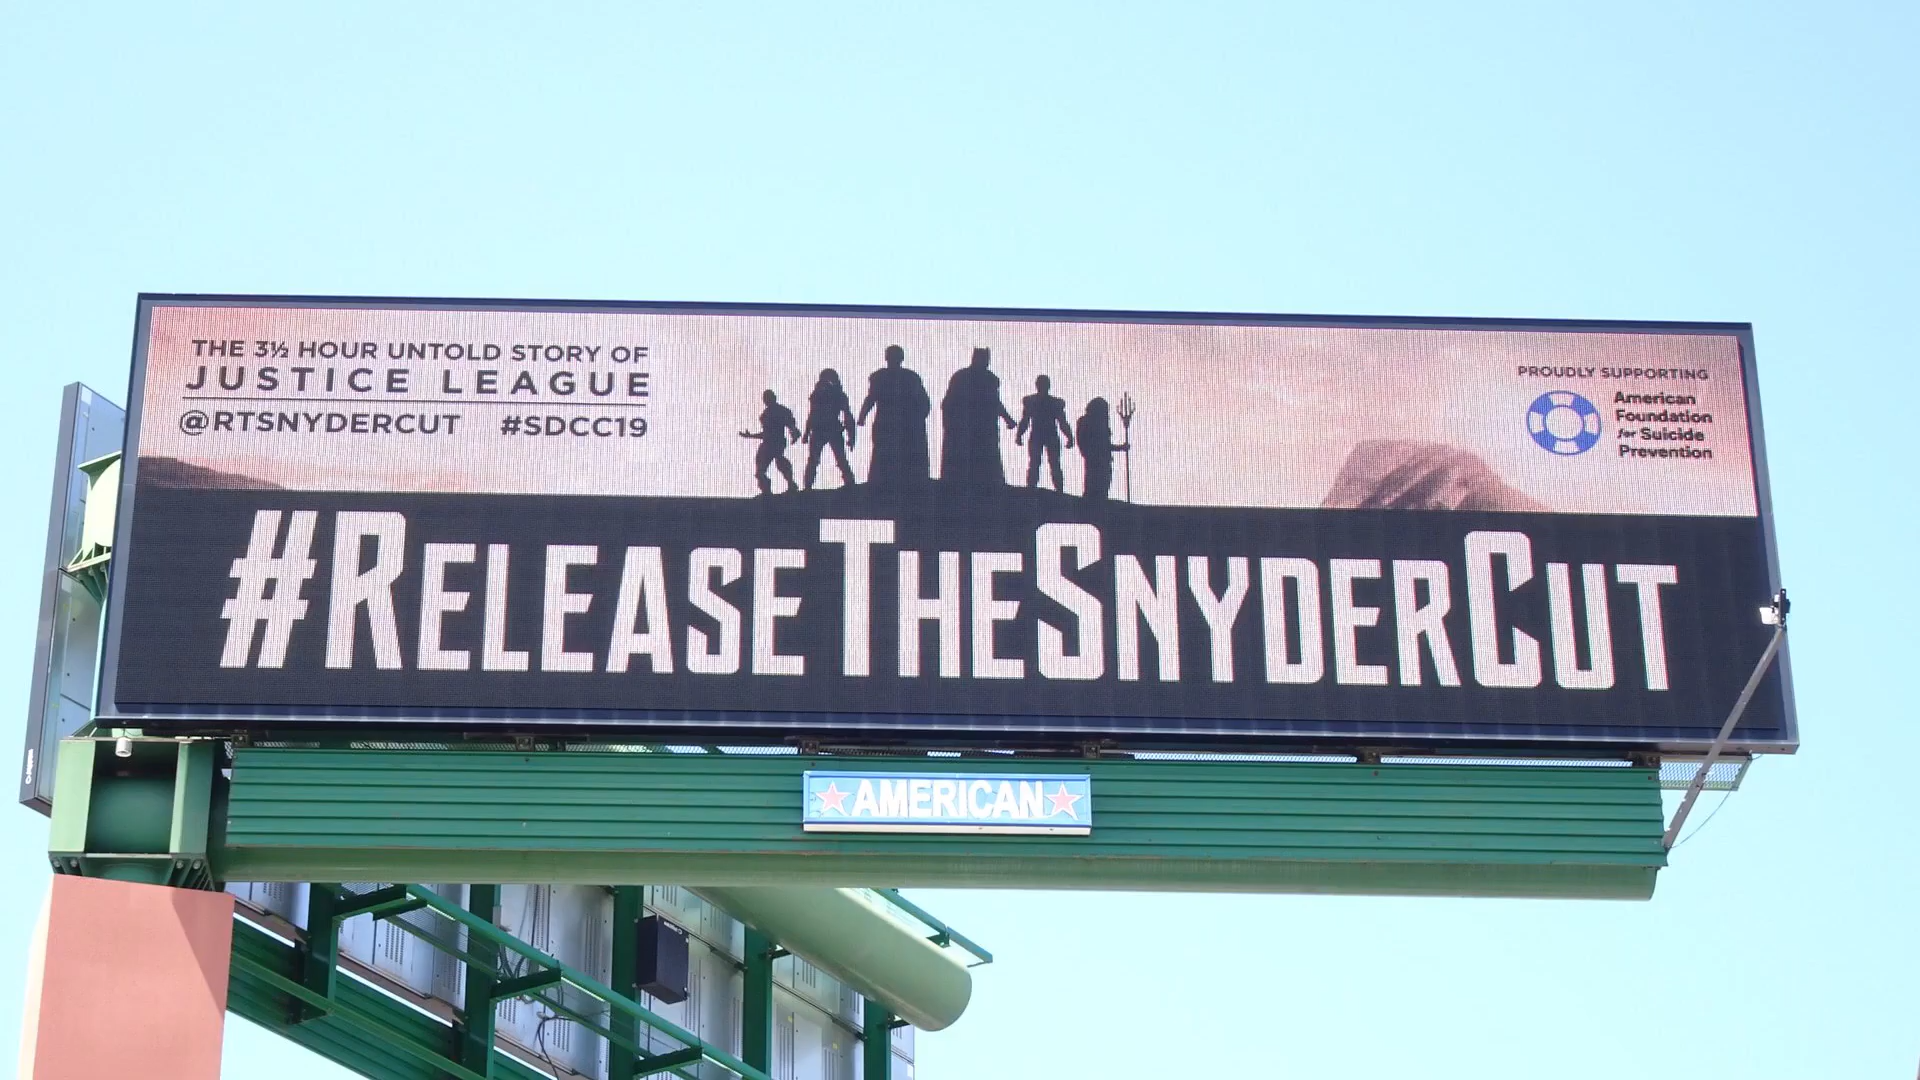 THE 3½ HOUR UNTOLD STORY OF
JUSTICE LEAGUE
@RTSNYDERCUT #SDCC19
PROUDLY SUPPORTING
American
Foundation
for Suicide
Prevention
#RELEASETHESNYDERCUT
AMERICAN